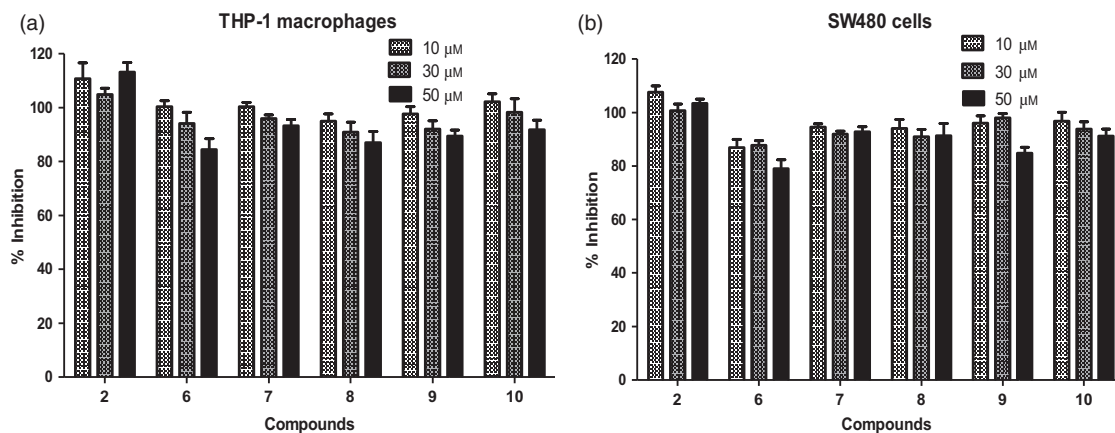 (a)
THP-1 macrophages
10 μM
30 μM
50 μM
120
100
80
60
40
20
0
% Inhibition
2 6 7 8 9 10
Compounds
(b)
SW480 cells
10 μM
30 μM
50 μM
120
100
80
60
40
20
0
% Inhibition
2 6 7 8 9 10
Compounds